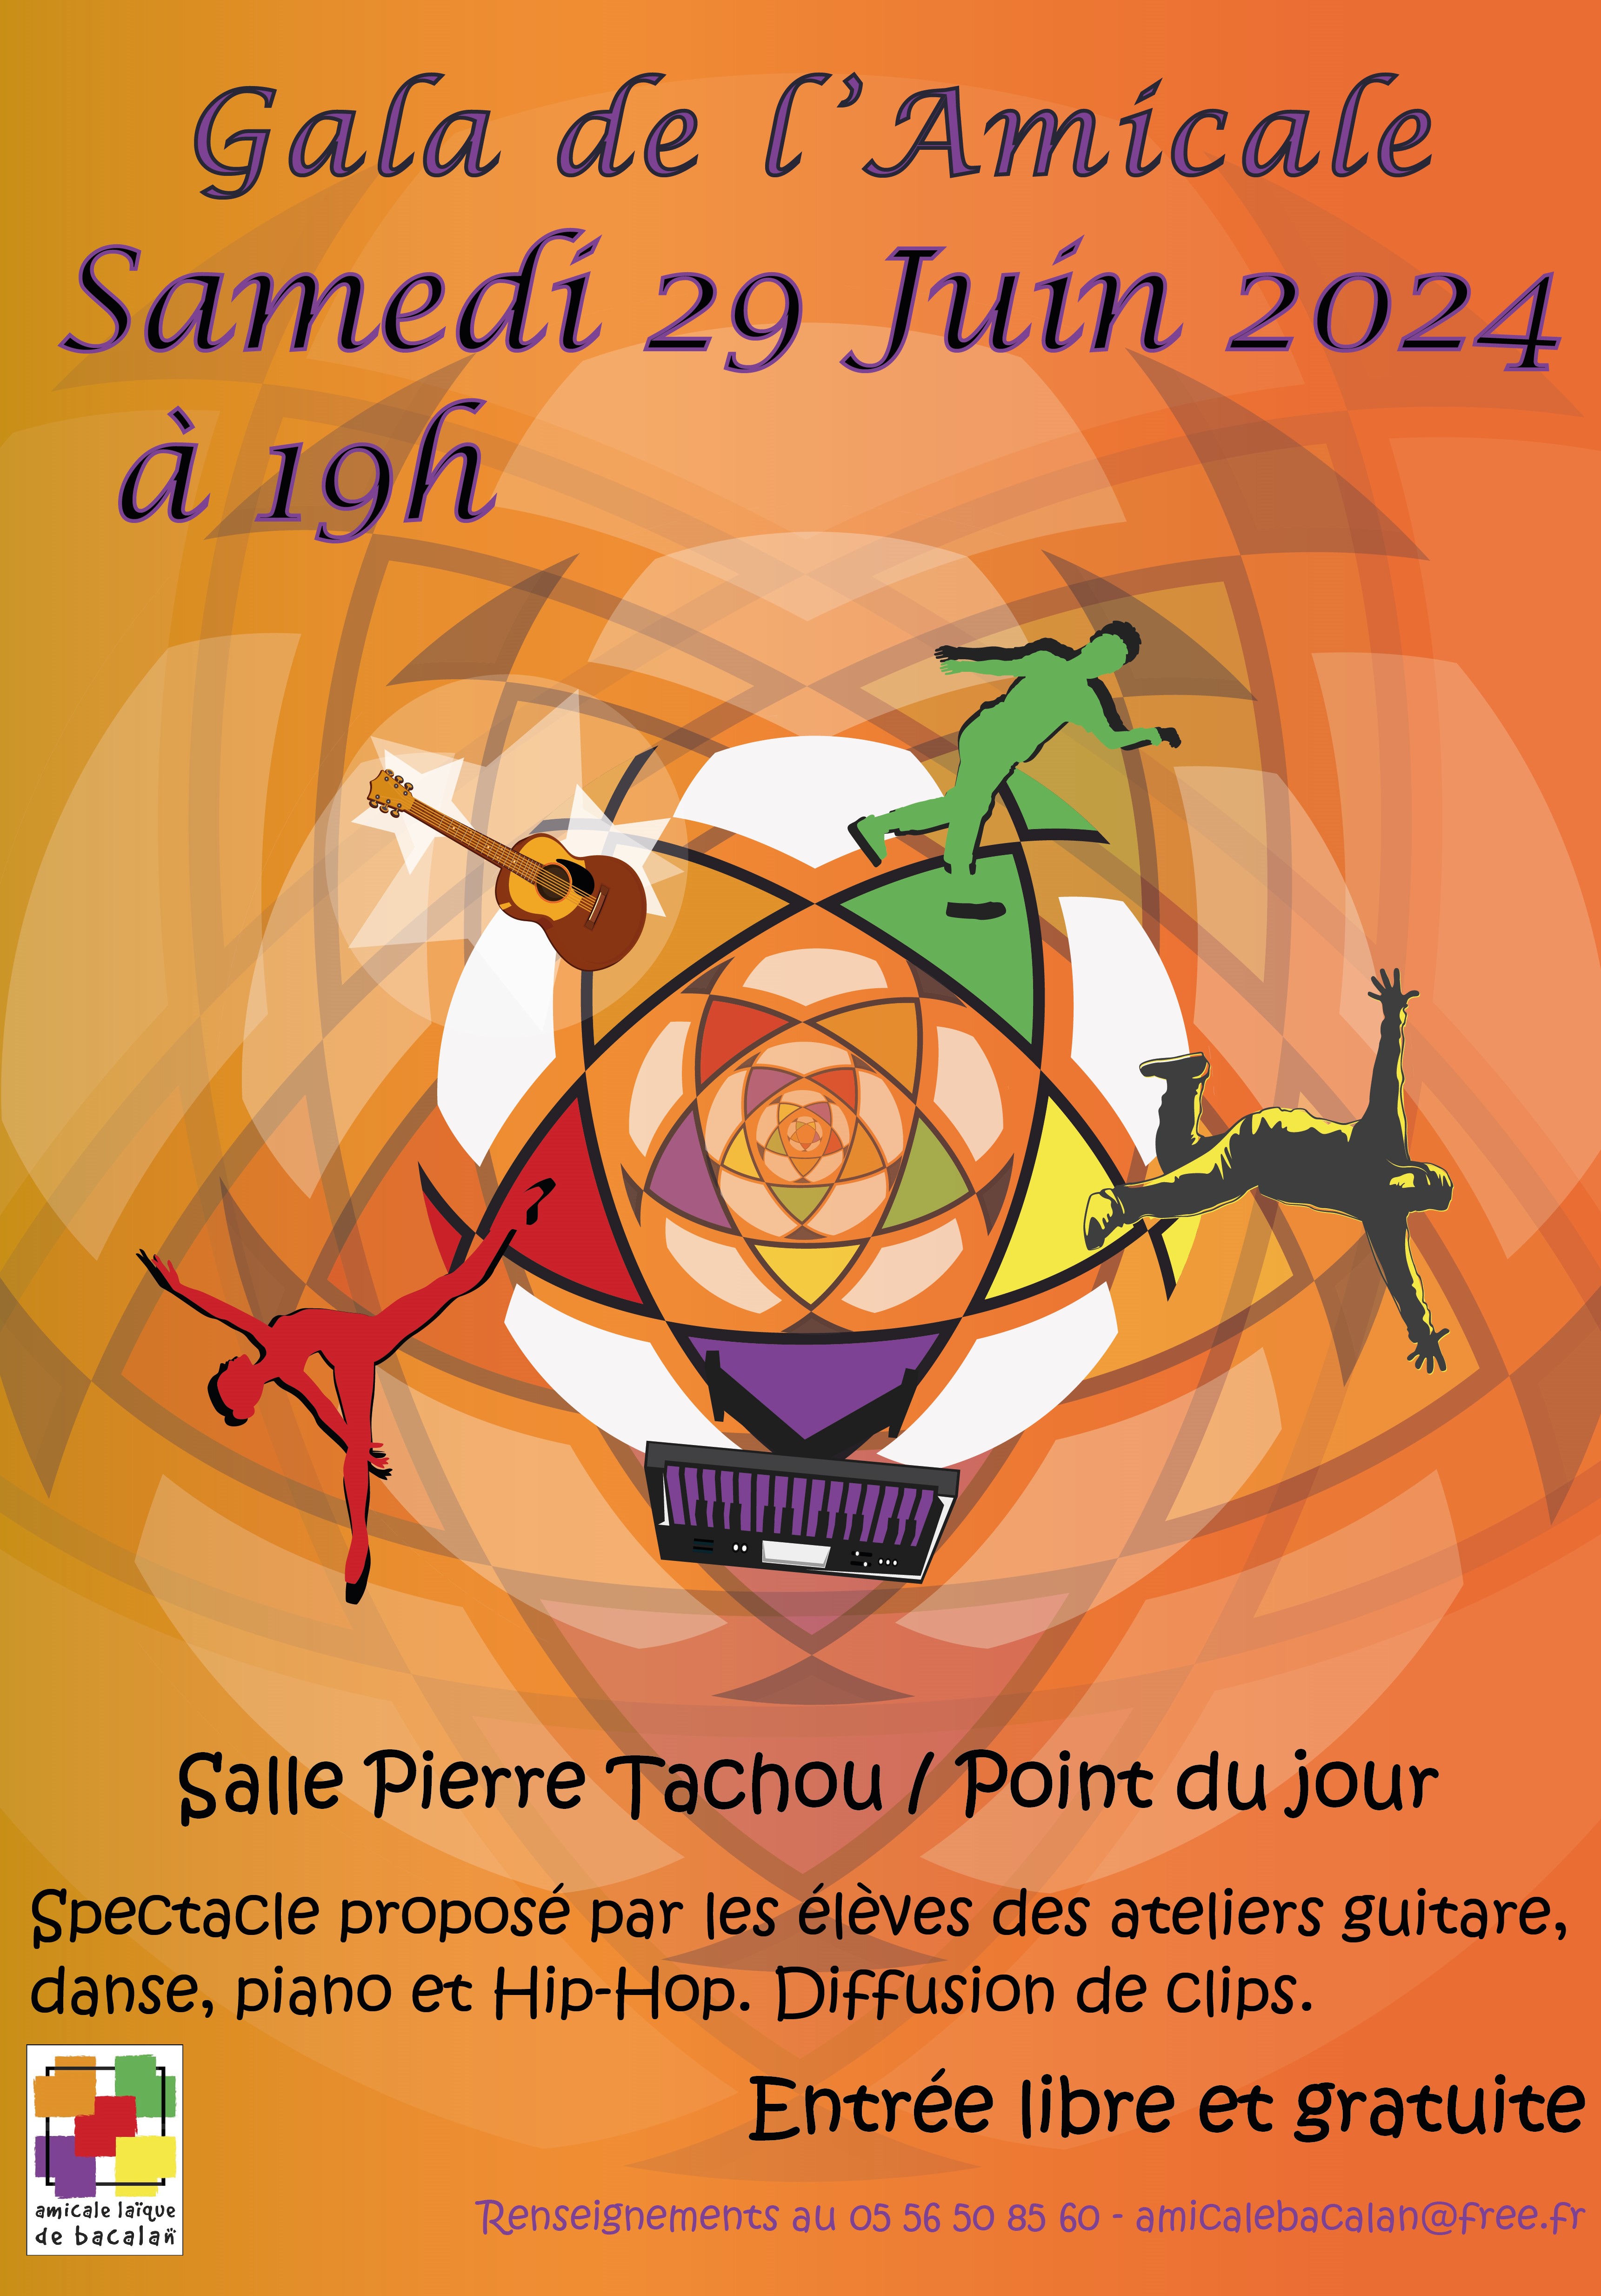 Gala de l'Amicale
Samedi 29 Juin 2024
à 19h
Salle Pierre Tachou / Point du jour
Spectacle proposé par les élèves des ateliers guitare,
danse, piano et Hip-Hop. Diffusion de clips.
Entrée libre et gratuite
amicale laïque
de bacalan
Renseignements au 05 56 50 85 60 - amicalebacalan@free.fr